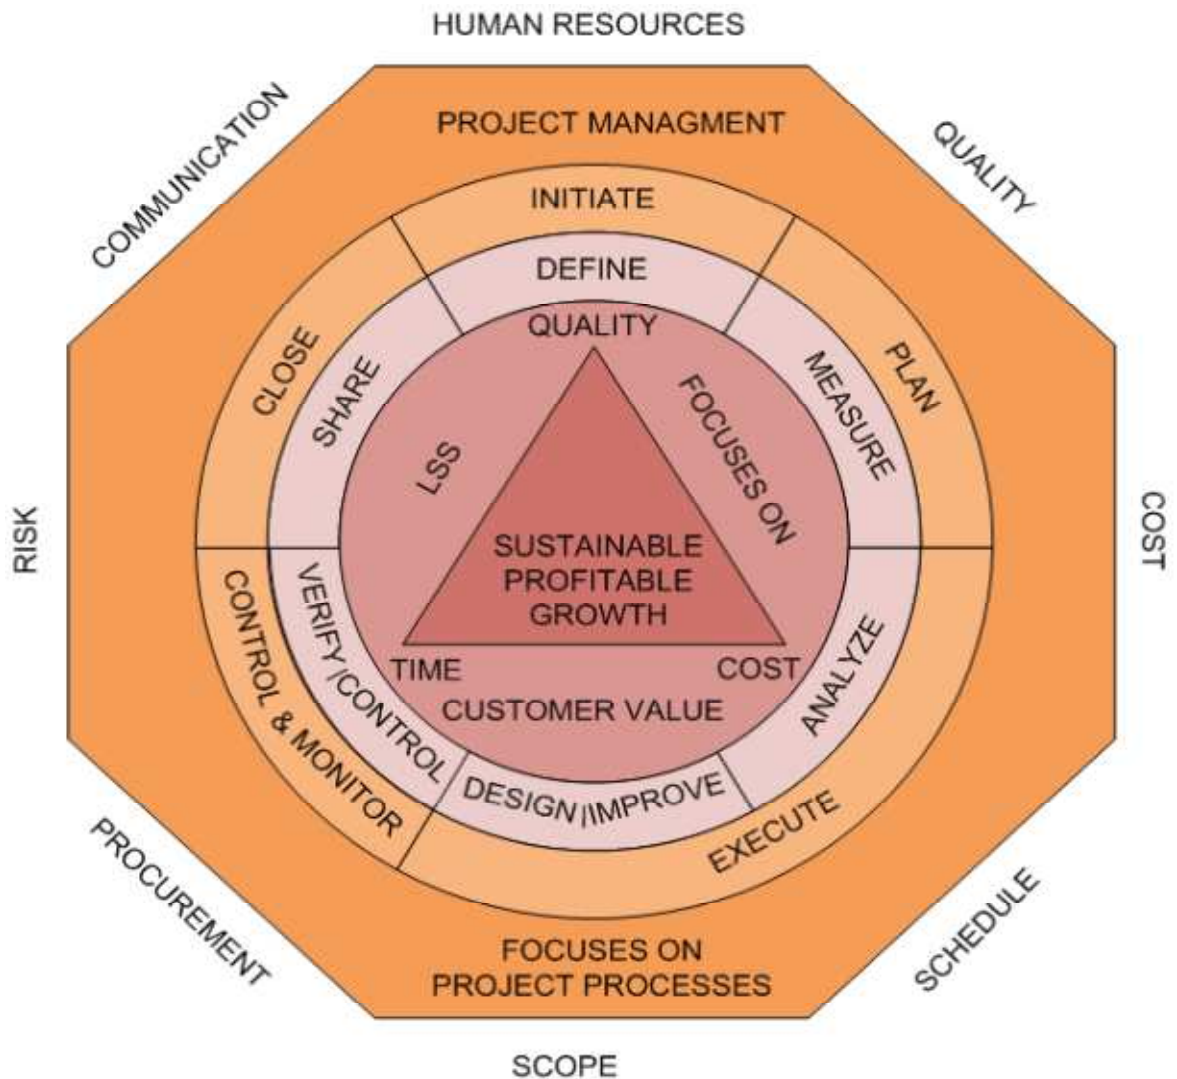 HUMAN RESOURCES
COMMUNICATION
QUALITY
PROJECT MANAGMENT
INITIATE
DEFINE
QUALITY
CLOSE
SHARE
LSS
FOCUSES ON
MEASURE
PLAN
RISK
COST
SUSTAINABLE
PROFITABLE
GROWTH
TIME
COST
CUSTOMER VALUE
VERIFY/CONTROL
CONTROL & MONITOR
ANALYZE
DESIGN/IMPROVE
EXECUTE
PROCUREMENT
SCHEDULE
FOCUSES ON
PROJECT PROCESSES
SCOPE